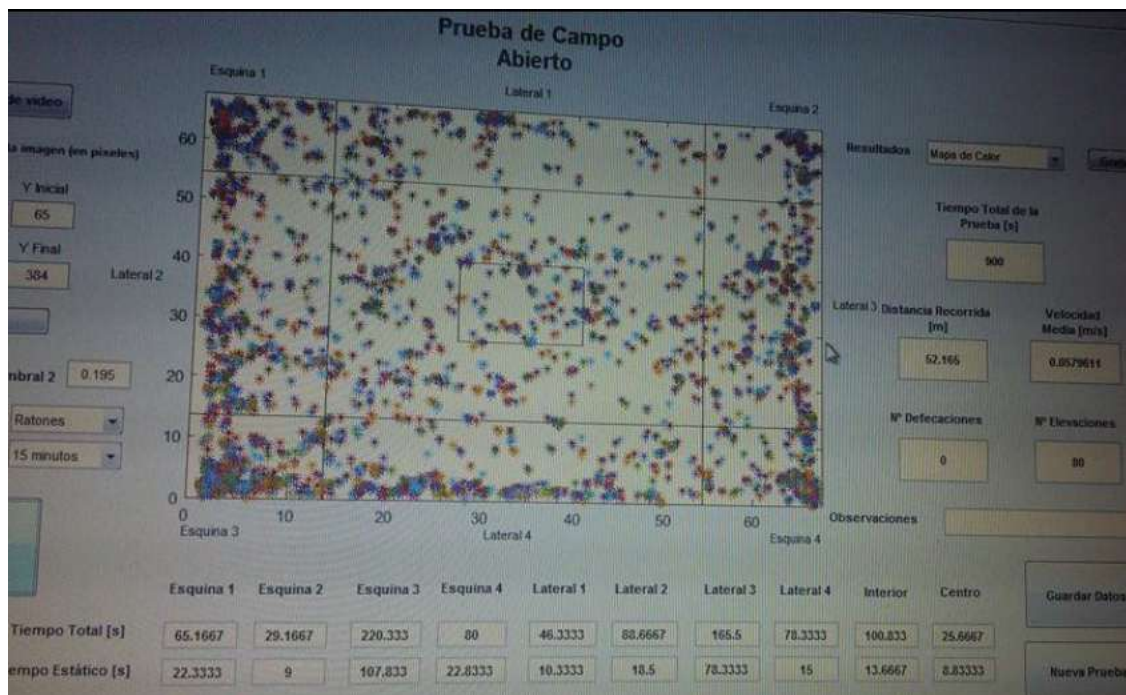 Prueba de Campo
Abierto
Esquina 1
Lateral 1
Esquina 2
de video
la imagen (en pixeles)
Y Inicial
65
Y Final
384
Lateral 2
mbral 2 0.195
Ratones
15 minutos
60
50
40
30
20
10
0
0 10 20 30 40 50 60
Esquina 3
Lateral 4
Esquina 4
Resultados Mapa de Calor
Tiempo Total de la
Prueba [s]
900
Lateral 3
Distancia Recorrida
[m]
52.165
Velocidad
Media [m/s]
0.0579611
Nº Defecaciones
0
Nº Elevaciones
80
Observaciones
Esquina 1 Esquina 2 Esquina 3 Esquina 4 Lateral 1 Lateral 2 Lateral 3 Lateral 4 Interior Centro
Tiempo Total [s] 65.1667 29.1667 220.333 80 46.3333 88.6667 165.5 78.3333 100.833 25.6667
empo Estático [s] 22.3333 9 107.833 22.8333 10.3333 18.5 78.3333 15 13.6667 8.83333
Guardar Datos
Nueva Prueba